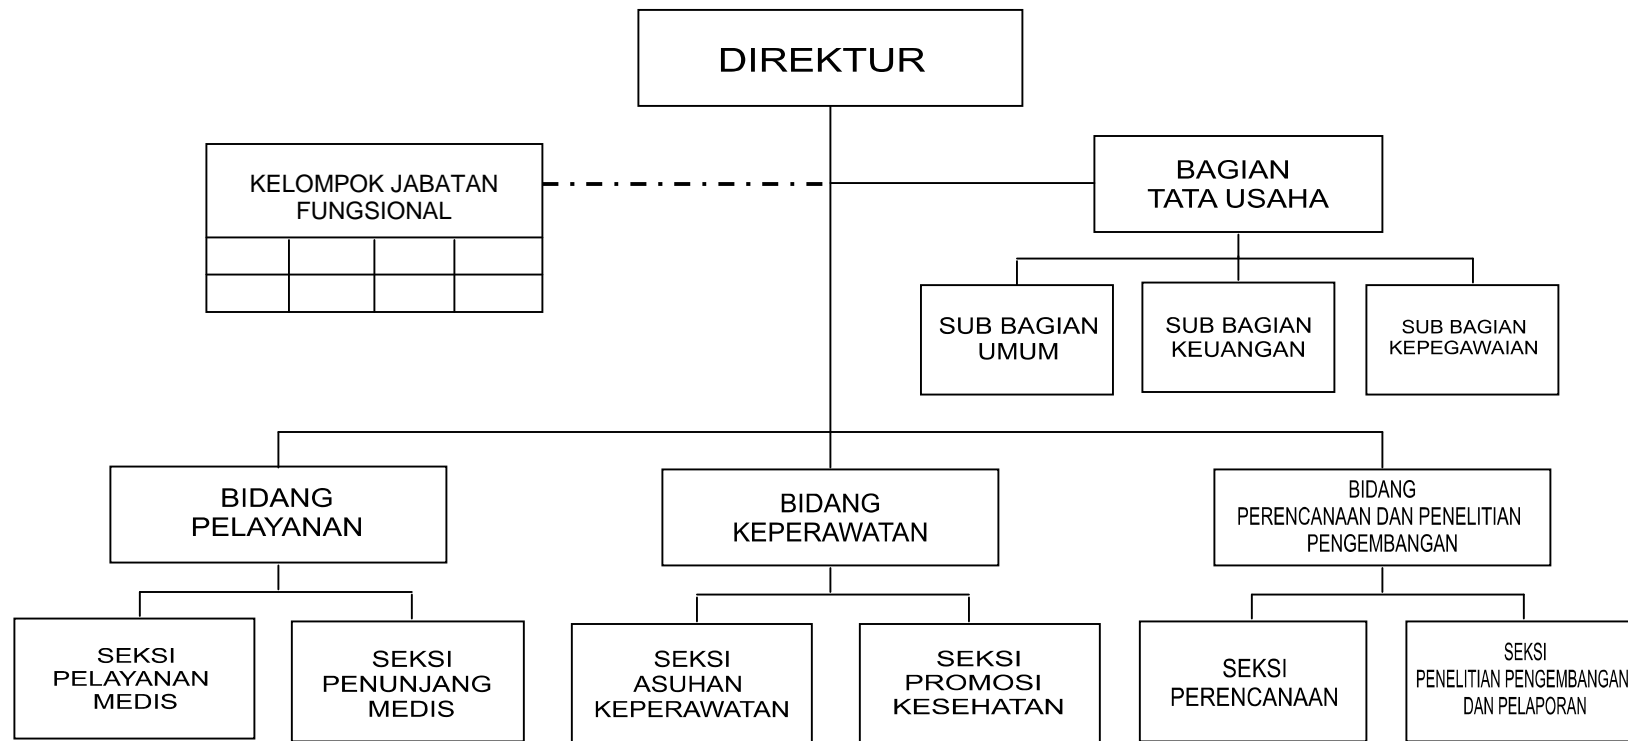 DIREKTUR
KELOMPOK JABATAN
FUNGSIONAL
BAGIAN
TATA USAHA
SUB BAGIAN
UMUM
SUB BAGIAN
KEUANGAN
SUB BAGIAN
KEPEGAWAIAN
BIDANG
PELAYANAN
BIDANG
KEPERAWATAN
BIDANG
PERENCANAAN DAN PENELITIAN
PENGEMBANGAN
SEKSI
PELAYANAN
MEDIS
SEKSI
PENUNJANG
MEDIS
SEKSI
ASUHAN
KEPERAWATAN
SEKSI
PROMOSI
KESEHATAN
SEKSI
PERENCANAAN
SEKSI
PENELITIAN PENGEMBANGAN
DAN PELAPORAN